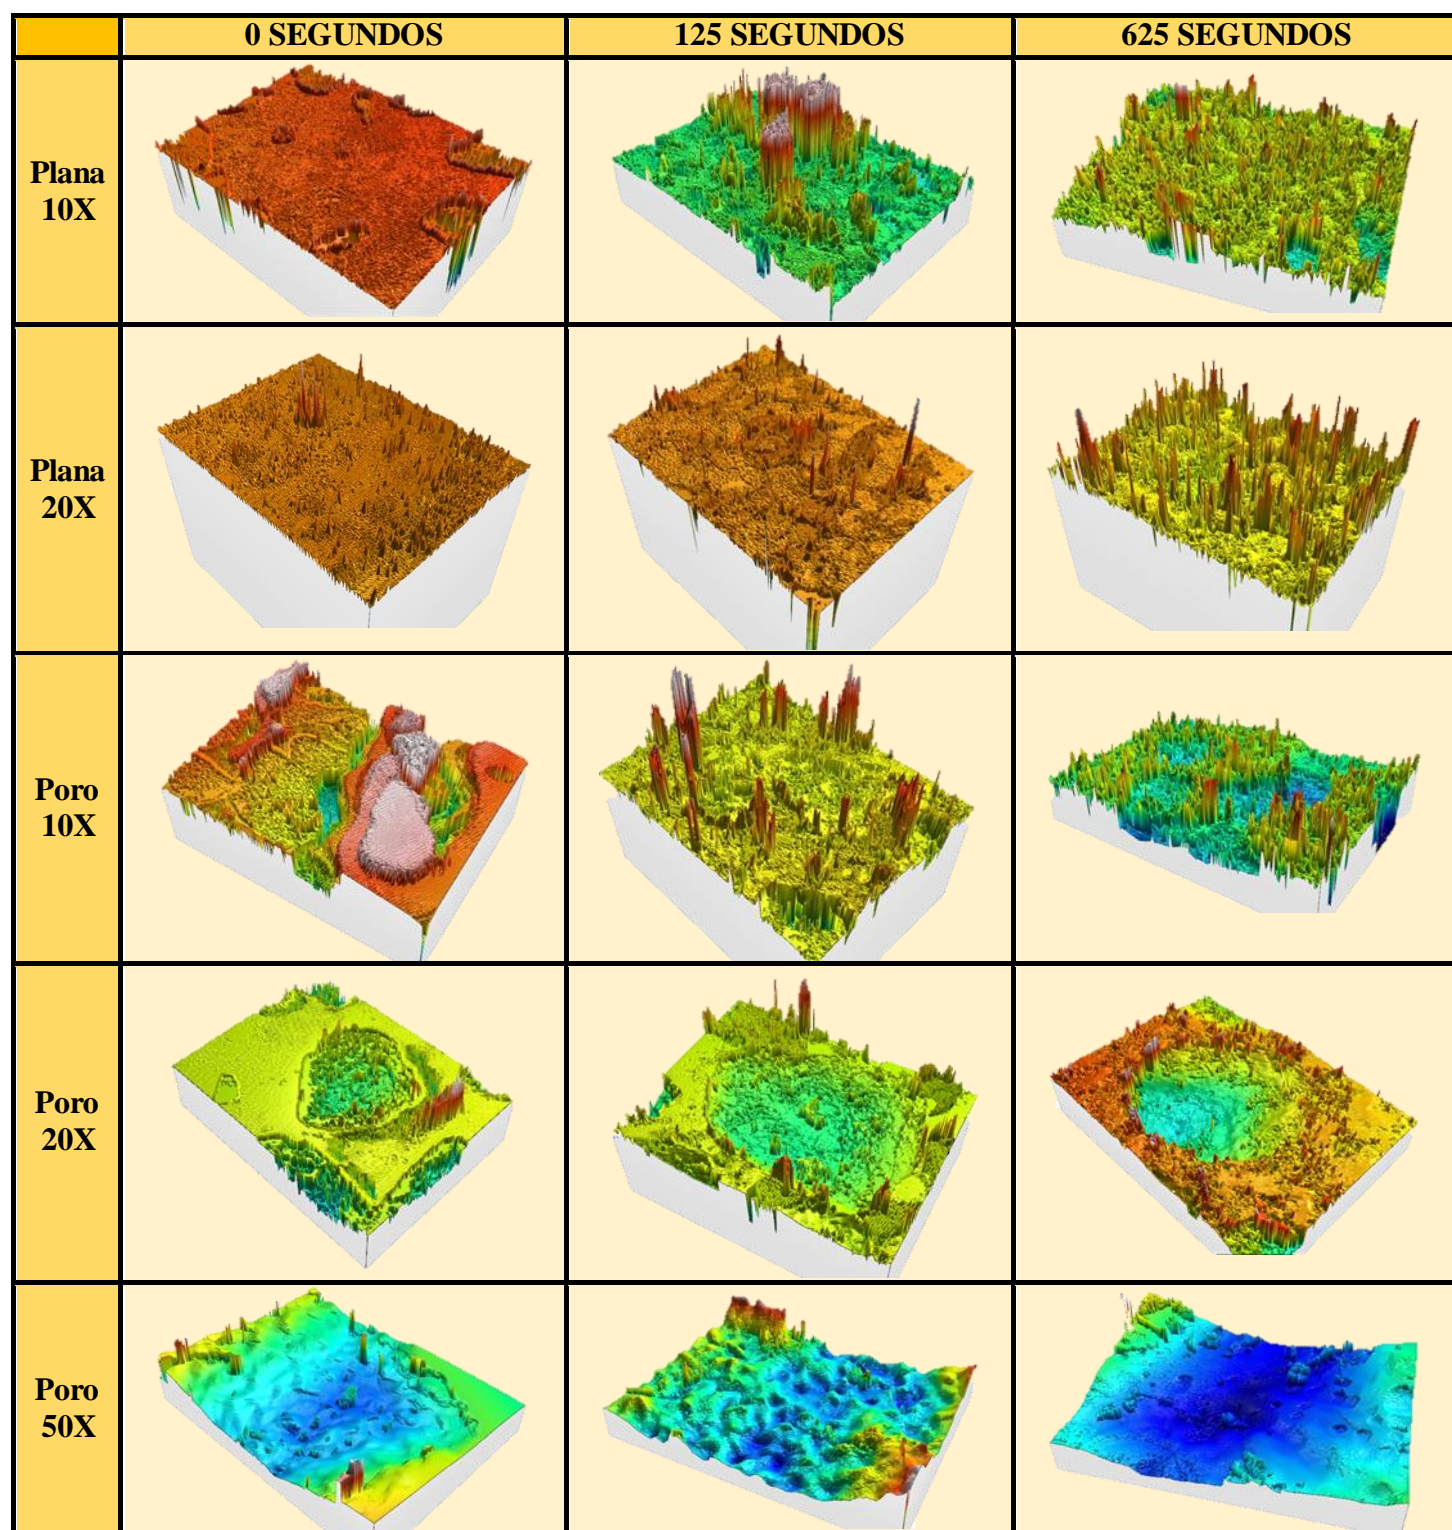 0 SEGUNDOS
125 SEGUNDOS
625 SEGUNDOS
Plana
10X
Plana
20X
Poro
10X
Poro
20X
Poro
50X